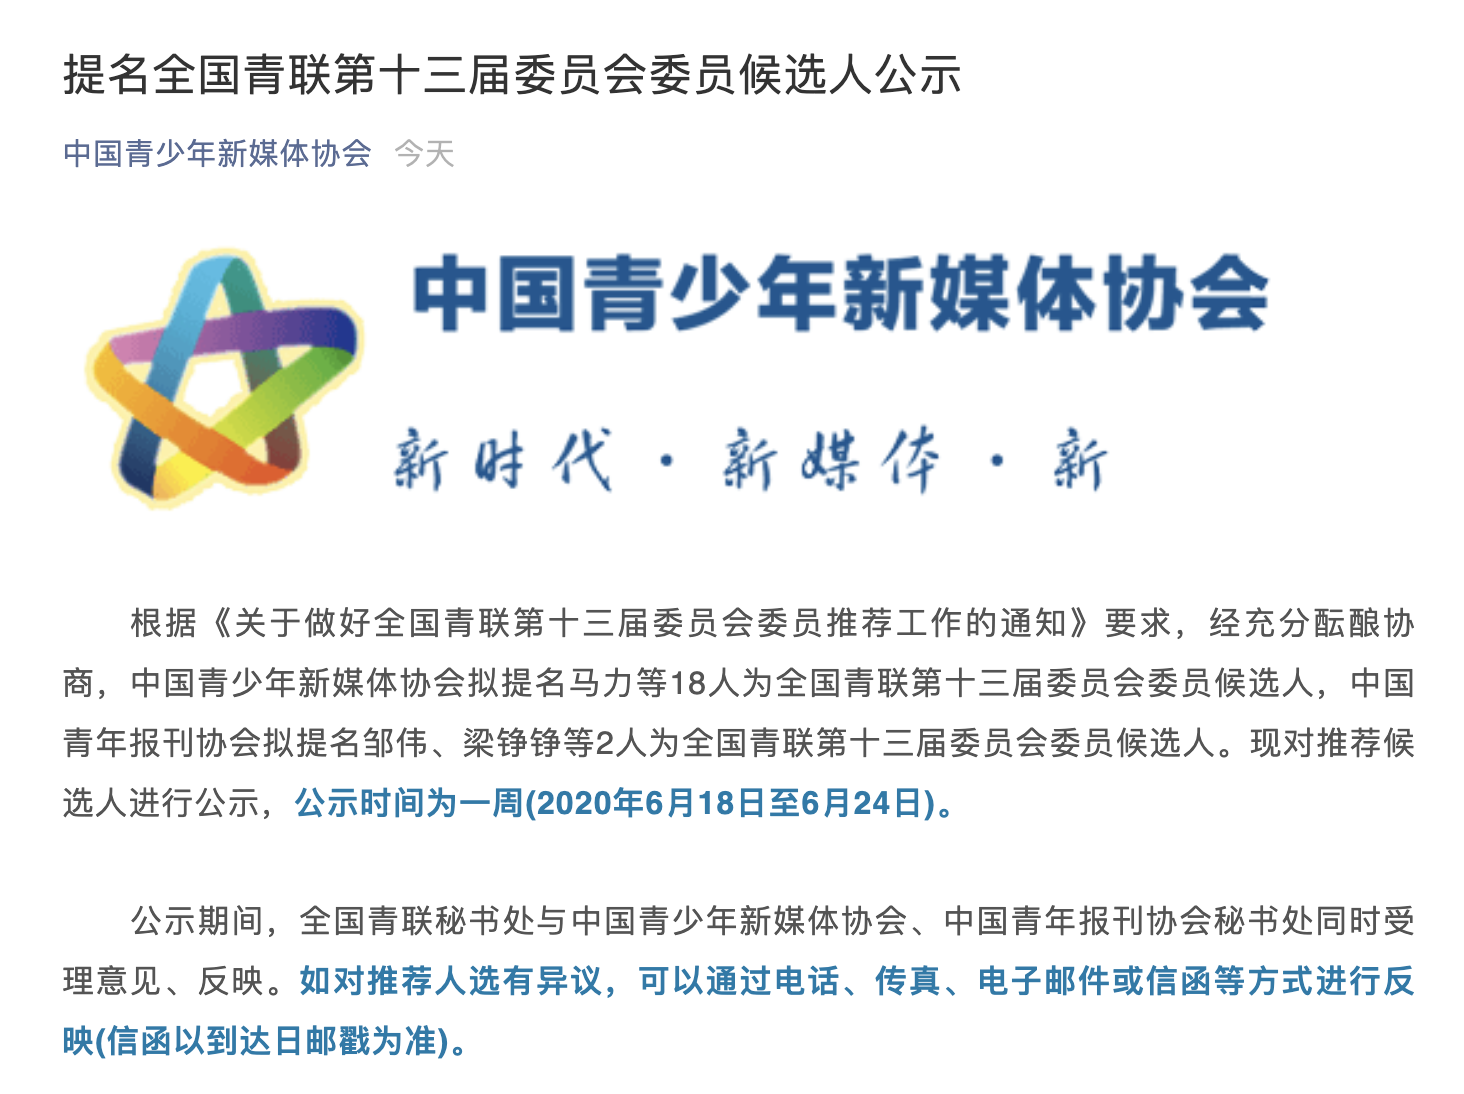 提名全国青联第十三届委员会委员候选人公示
中国青少年新媒体协会 今天
中国青少年新媒体协会
新时代·新媒体·新
根据《关于做好全国青联第十三届委员会委员推荐工作的通知》要求，经充分酝酿协
商，中国青少年新媒体协会拟提名马力等18人为全国青联第十三届委员会委员候选人，中国
青年报刊协会拟提名邹伟、梁铮铮等2人为全国青联第十三届委员会委员候选人。现对推荐候
选人进行公示，公示时间为一周(2020年6月18日至6月24日)。
公示期间，全国青联秘书处与中国青少年新媒体协会、中国青年报刊协会秘书处同时受
理意见、反映。如对推荐人选有异议，可以通过电话、传真、电子邮件或信函等方式进行反
映(信函以到达日邮戳为准)。